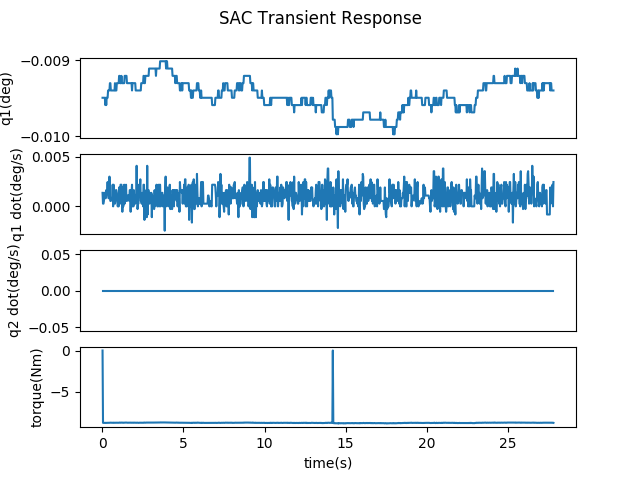 SAC Transient Response
−0.009
−0.010
q1(deg)
0.005
0.000
q1 dot(deg/s)
0.05
0.00
−0.05
q2 dot(deg/s)
0
−5
torque(Nm)
0 5 10 15 20 25
time(s)